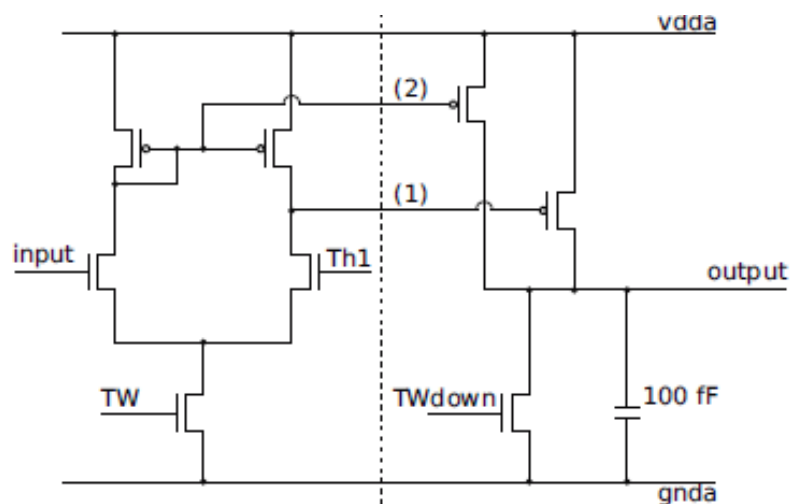 vdda
(2)
(1)
input
Th1
output
TW
TWdown
100 fF
gnda